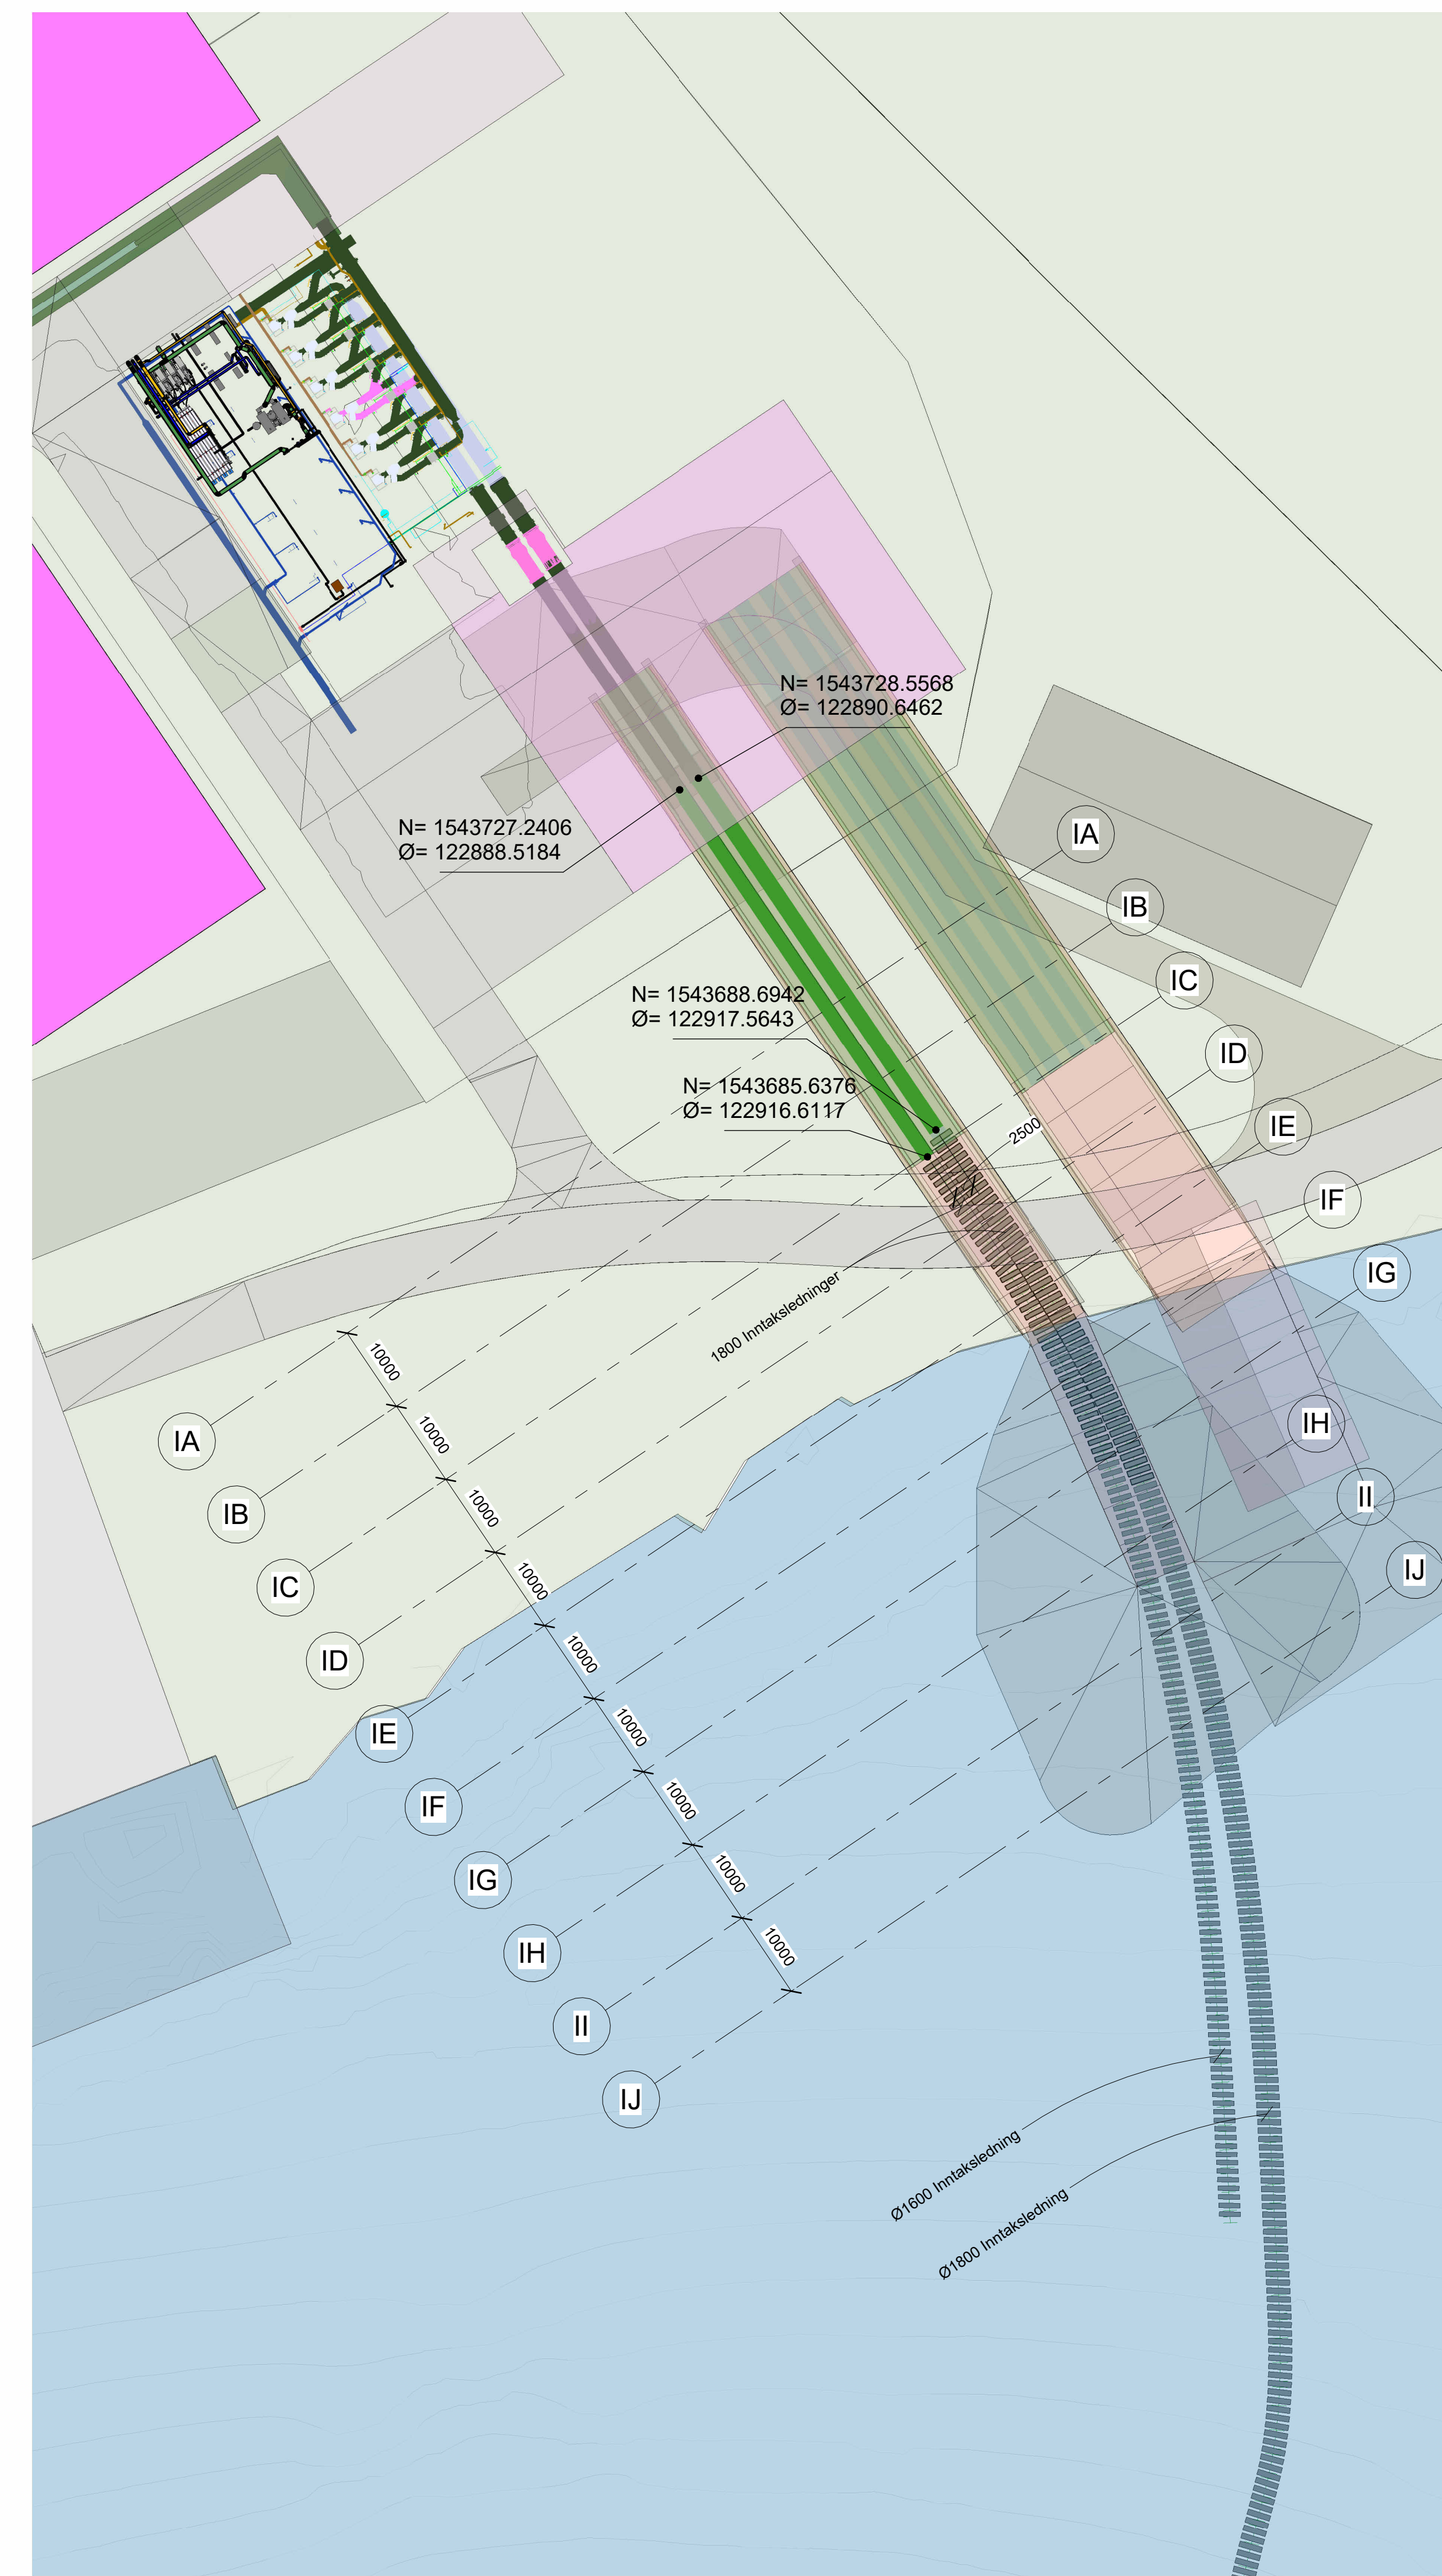 N= 1543728.5568
Ø= 122890.6462
N= 1543727.2406
Ø= 122888.5184
IA
IB
N= 1543688.6942
Ø= 122917.5643
IC
ID
N= 1543685.6376
Ø= 122916.6117
2500
IE
IF
IG
1800 Inntaksledninger
10000
IA
IH
10000
II
IB
10000
IJ
IC
10000
ID
10000
IE
10000
IF
10000
IG
10000
IH
10000
II
IJ
Ø1600 Inntaksledning
Ø1800 Inntaksledning